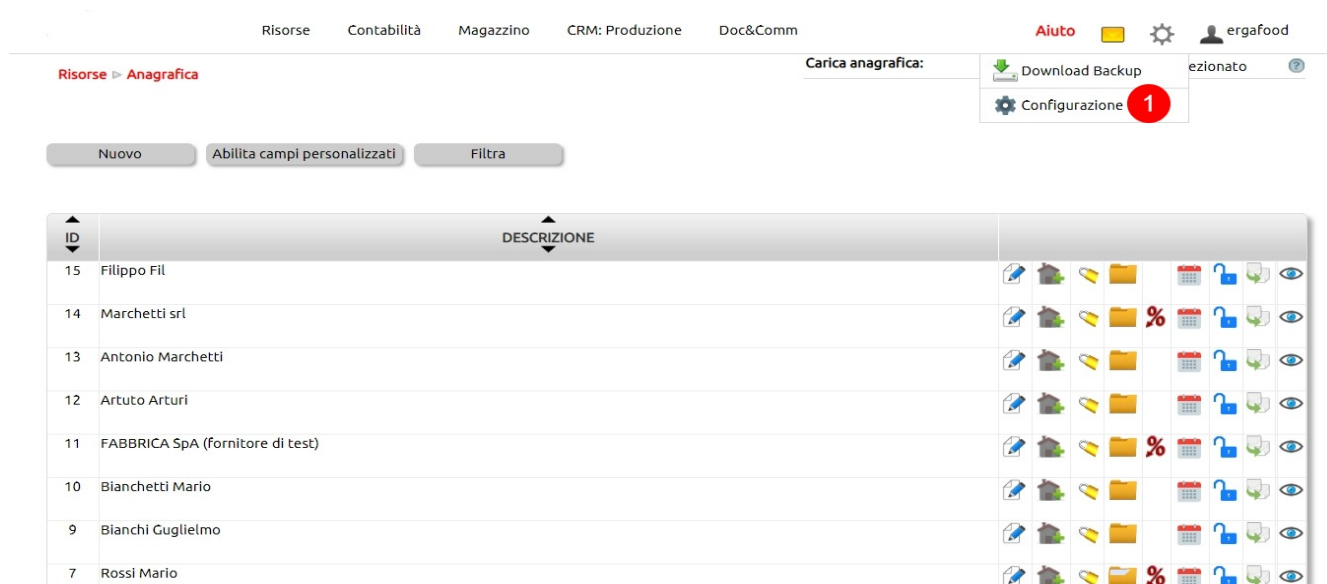 Risorse Contabilità Magazzino CRM: Produzione Doc&Comm Aiuto ergafood
Risorse ▷ Anagrafica Carica anagrafica: ezionato ?
Download Backup
Configurazione 1
Nuovo Abilita campi personalizzati Filtra
ID DESCRIZIONE
15 Filippo Fil
14 Marchetti srl %
13 Antonio Marchetti
12 Artuto Arturi
11 FABBRICA SpA (fornitore di test) %
10 Bianchetti Mario
9 Bianchi Guglielmo
7 Rossi Mario %